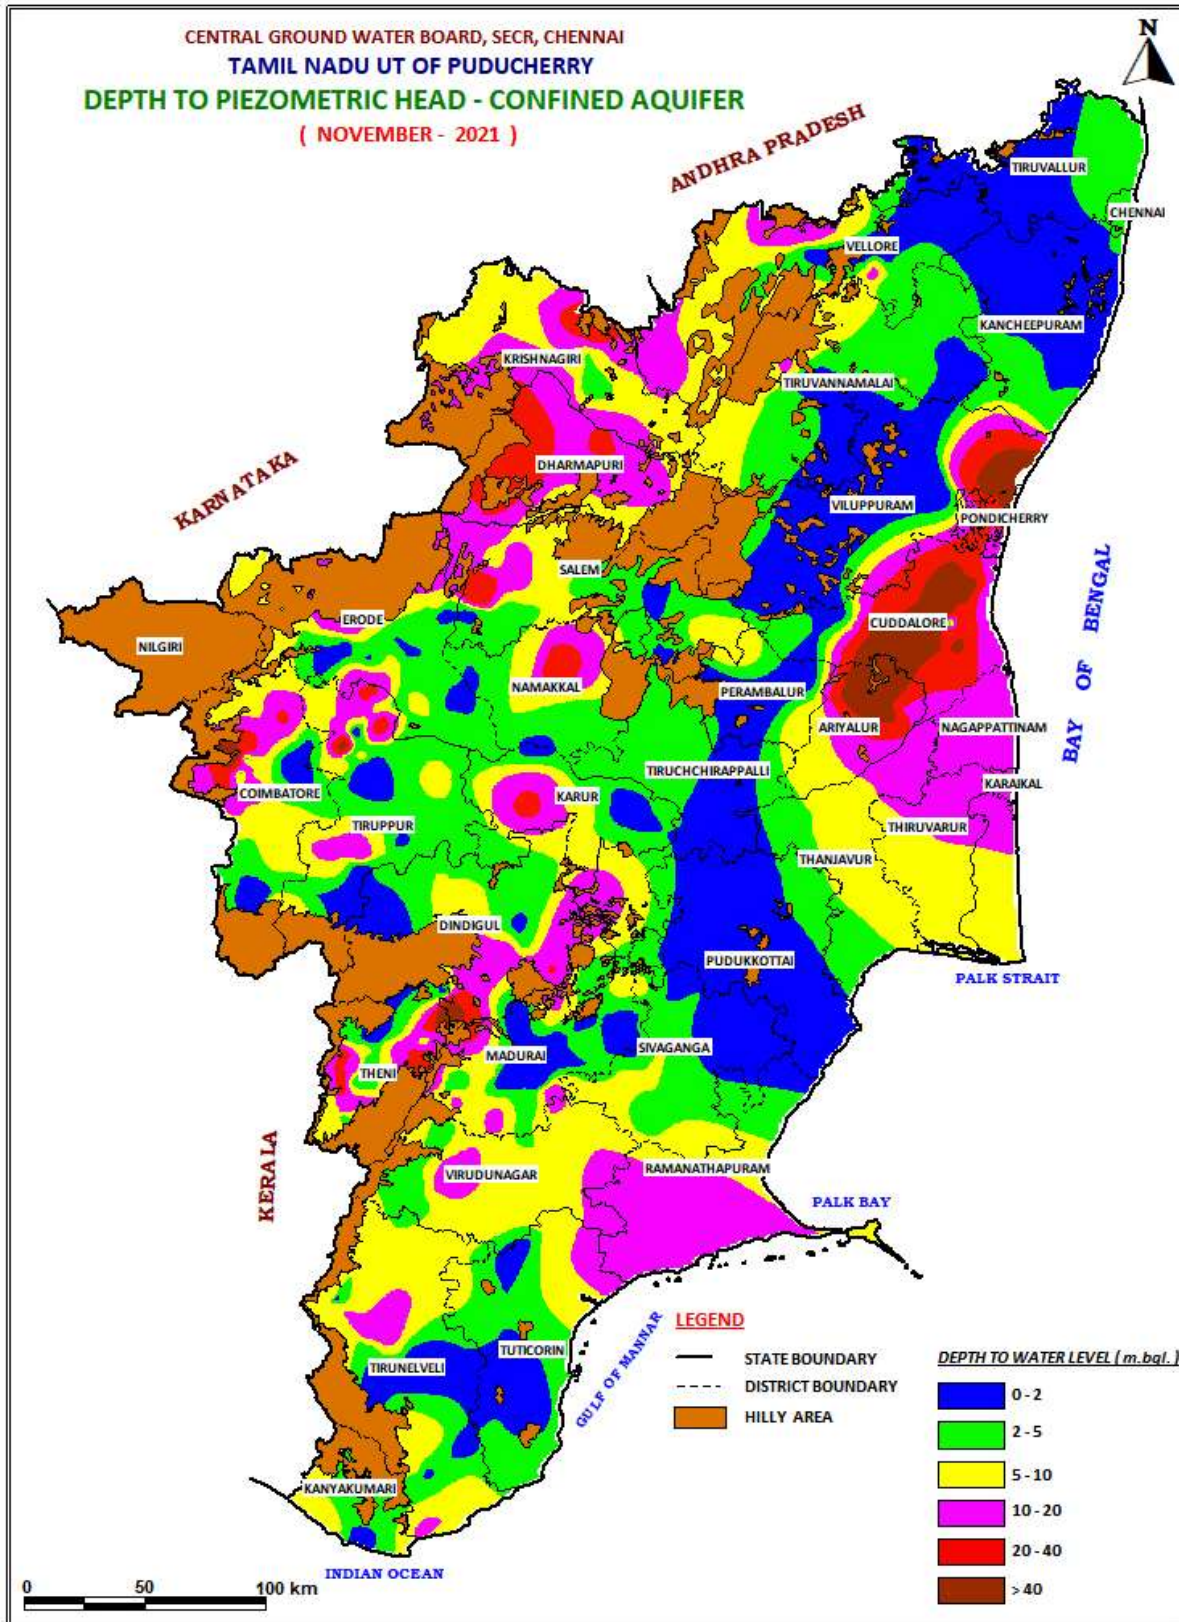 CENTRAL GROUND WATER BOARD, SECR, CHENNAI
TAMIL NADU UT OF PUDUCHERRY
DEPTH TO PIEZOMETRIC HEAD - CONFINED AQUIFER
( NOVEMBER - 2021 )
N
ANDHRA PRADESH
TIRUVALLUR
CHENNAI
VELLORE
KANCHEEPURAM
KRISHNAGIRI
TIRUVANNAMALAI
KARNATAKA
DHARMAPURI
VILUPPURAM
PONDICHERRY
SALEM
BAY OF BENGAL
ERODE
CUDDALORE
NILGIRI
NAMAKKAL
PERAMBALUR
ARIYALUR
NAGAPPATTINAM
TIRUCHCHIRAPPALLI
KARAIKAL
COIMBATORE
KARUR
TIRUPPUR
THIRUVARUR
THANJAVUR
DINDIGUL
PUDUKKOTTAI
PALK STRAIT
MADURAI
SIVAGANGA
THENI
KERALA
VIRUDUNAGAR
RAMANATHAPURAM
PALK BAY
GULF OF MANNAR
TUTICORIN
TIRUNELVELI
KANYAKUMARI
INDIAN OCEAN
LEGEND
STATE BOUNDARY
DISTRICT BOUNDARY
HILLY AREA
DEPTH TO WATER LEVEL ( m.bgl. )
0 - 2
2 - 5
5 - 10
10 - 20
20 - 40
> 40
0 50 100 km